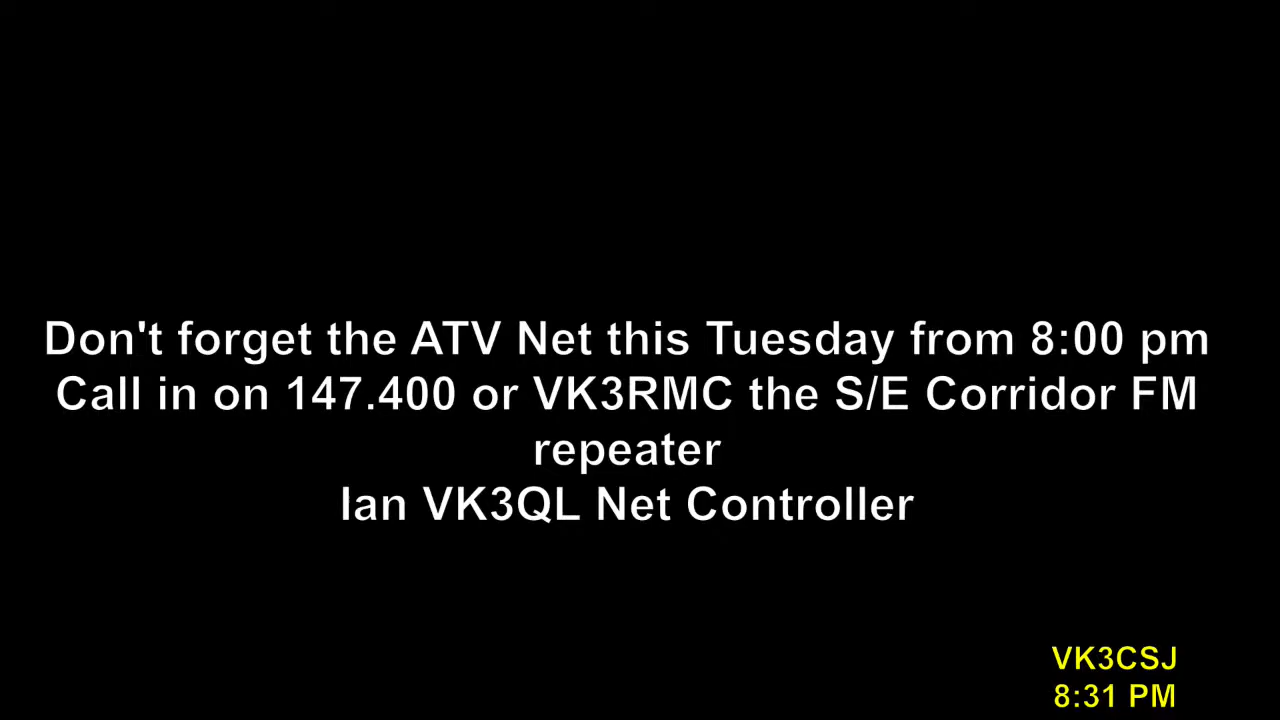 Don't forget the ATV Net this Tuesday from 8:00 pm
Call in on 147.400 or VK3RMC the S/E Corridor FM
repeater
Ian VK3QL Net Controller
VK3CSJ
8:31 PM